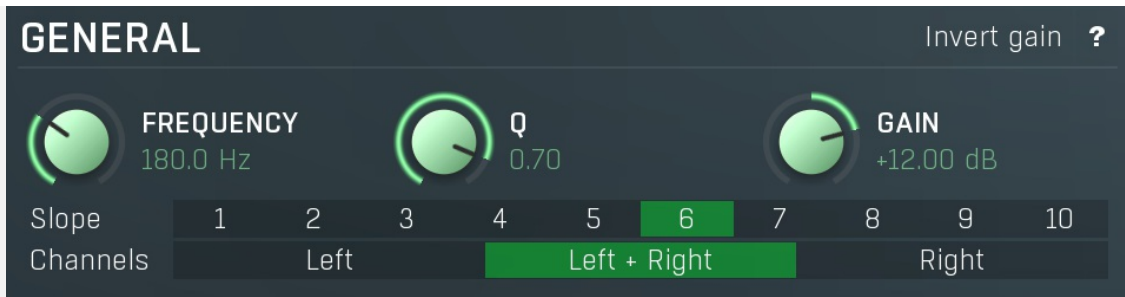 GENERAL Invert gain ?
FREQUENCY Q GAIN
180.0 Hz 0.70 +12.00 dB
Slope 1 2 3 4 5 6 7 8 9 10
Channels Left Left + Right Right